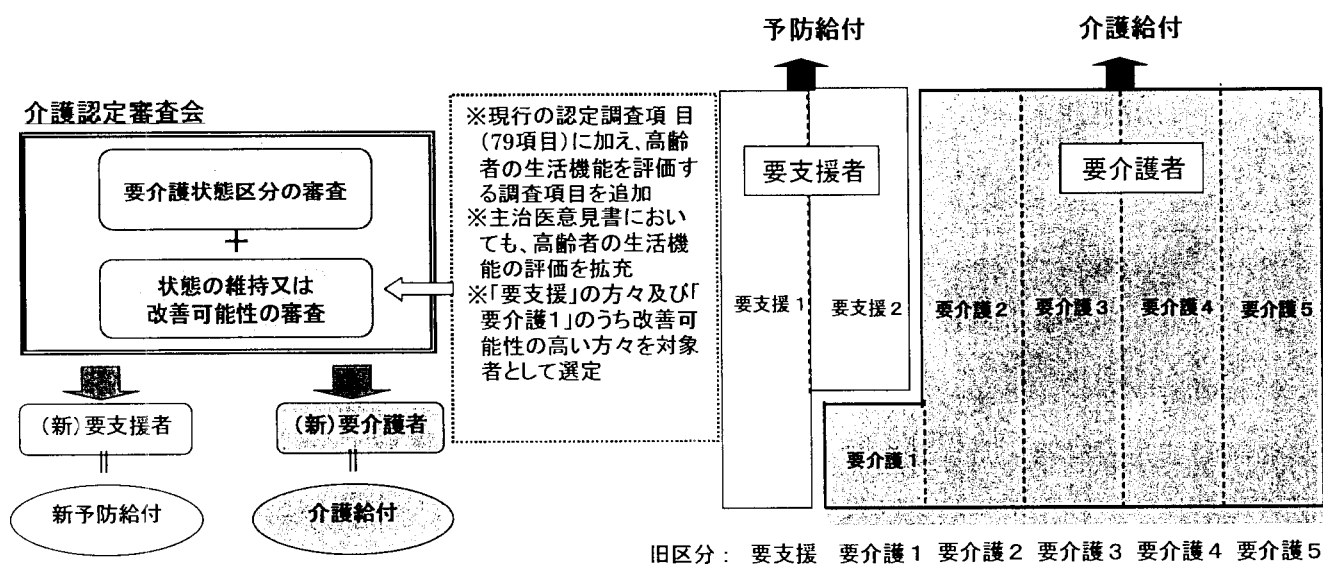 介護認定審査会
要介護状態区分の審査
+
状態の維持又は
改善可能性の審査
(新)要支援者
(新)要介護者
||
||
新予防給付
介護給付
※現行の認定調査項目
(79項目)に加え、高齢
者の生活機能を評価す
る調査項目を追加
※主治医意見書におい
ても、高齢者の生活機
能の評価を拡充
※「要支援」の方々及び「
要介護1」のうち改善可
能性の高い方々を対象
者として選定
予防給付
介護給付
要支援者
要介護者
要支援1
要支援2
要介護2
要介護3
要介護4
要介護5
要介護1
旧区分: 要支援 要介護1 要介護2 要介護3 要介護4 要介護5